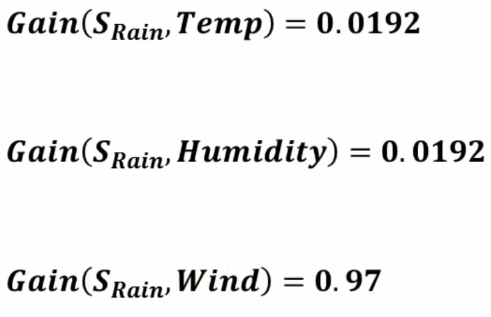 Gain(S_Rain, Temp) = 0.0192
Gain(S_Rain, Humidity) = 0.0192
Gain(S_Rain, Wind) = 0.97